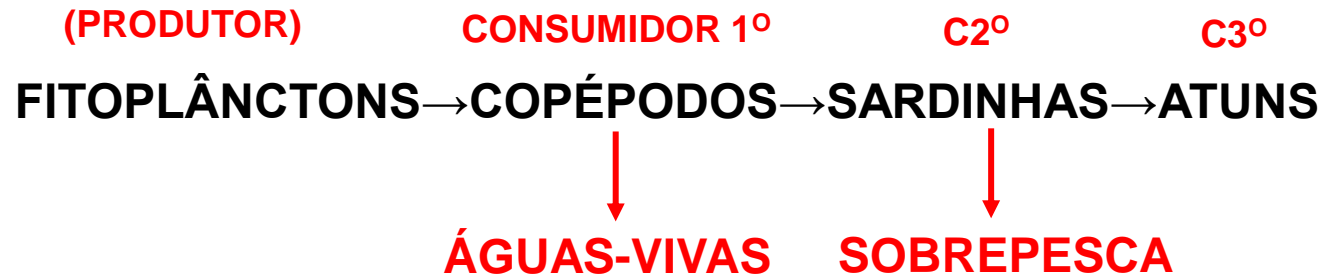 (PRODUTOR) CONSUMIDOR 1º C2º C3º
FITOPLÂNCTONS→COPÉPODOS→SARDINHAS→ATUNS
ÁGUAS-VIVAS SOBREPESCA